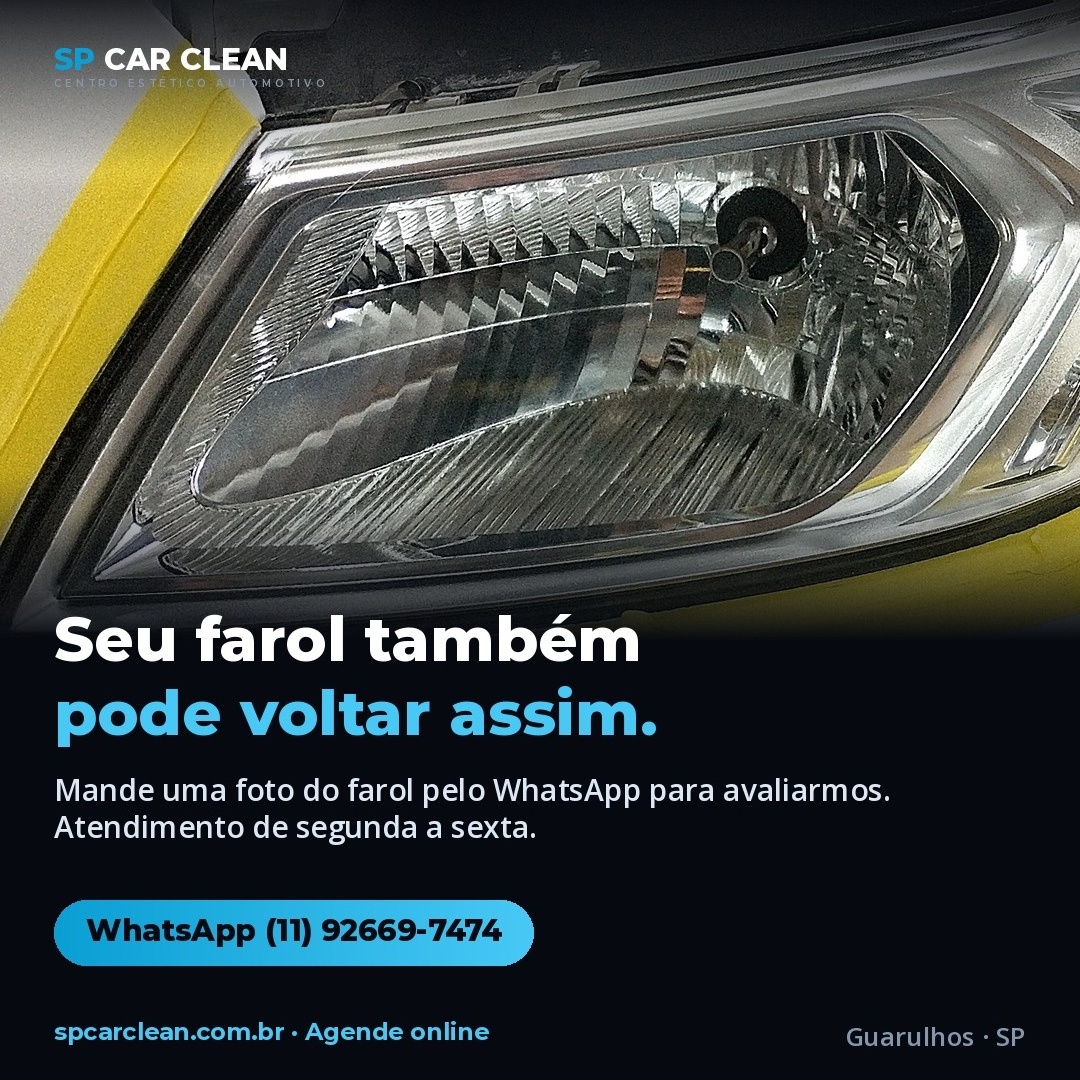 SP CAR CLEAN
CENTRO ESTÉTICO AUTOMOTIVO
Seu farol também
pode voltar assim.
Mande uma foto do farol pelo WhatsApp para avaliarmos.
Atendimento de segunda a sexta.
WhatsApp (11) 92669-7474
spcarclean.com.br · Agende online
Guarulhos · SP